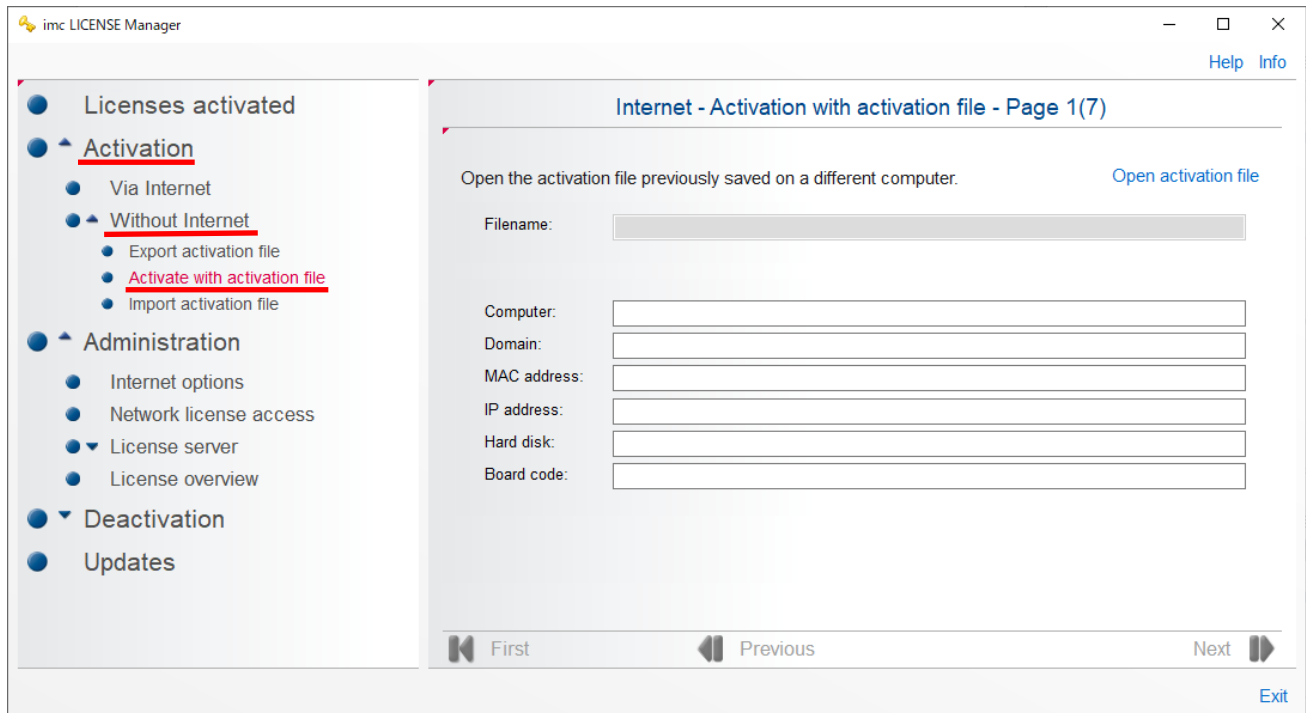 imc LICENSE Manager
Help Info
Licenses activated
Activation
Via Internet
Without Internet
Export activation file
Activate with activation file
Import activation file
Administration
Internet options
Network license access
License server
License overview
Deactivation
Updates
Internet - Activation with activation file - Page 1(7)
Open the activation file previously saved on a different computer.
Open activation file
Filename:
Computer:
Domain:
MAC address:
IP address:
Hard disk:
Board code:
First Previous Next
Exit